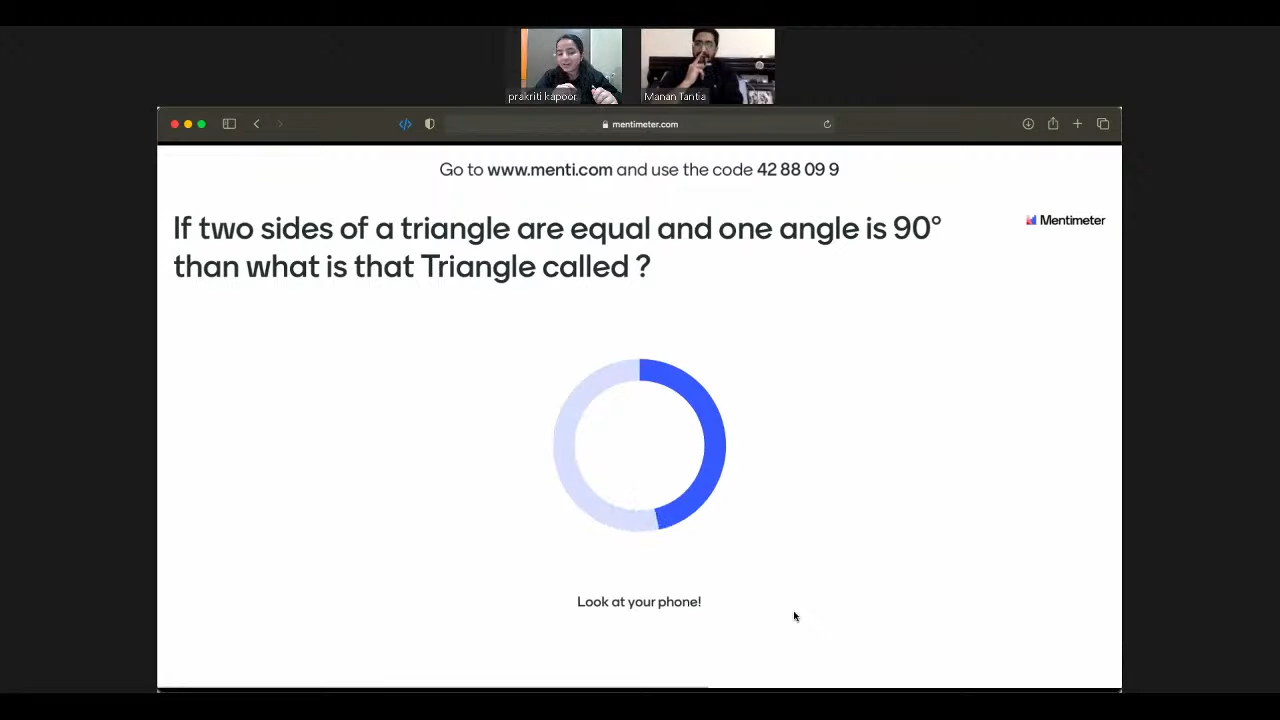 prakriti kapoor
Manan Tantia
mentimeter.com
Go to www.menti.com and use the code 42 88 09 9
If two sides of a triangle are equal and one angle is 90°
Mentimeter
than what is that Triangle called ?
Look at your phone!